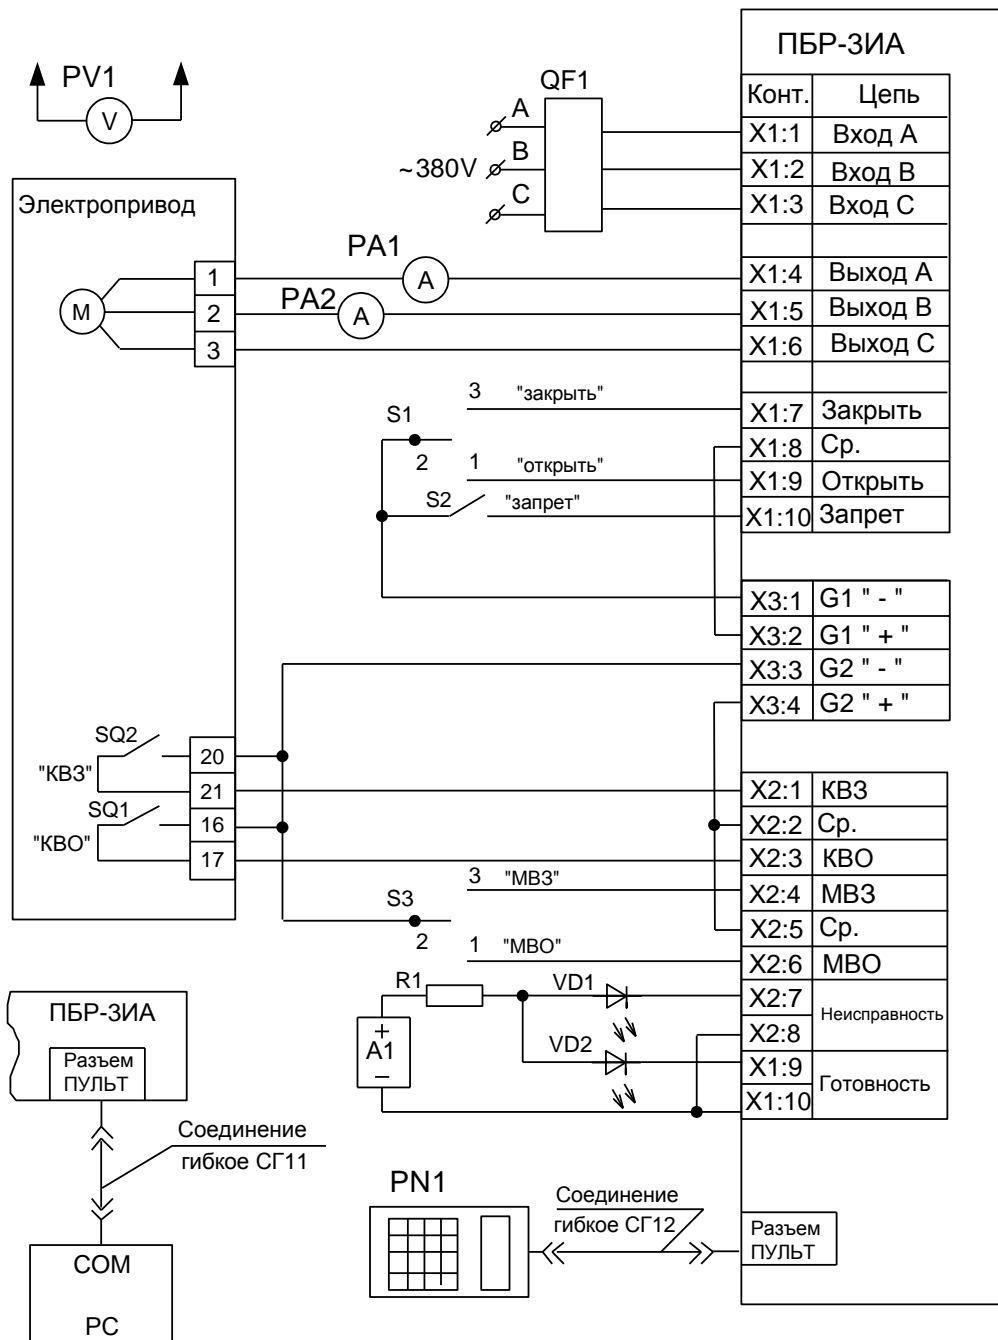 ПБР-3ИА
PV1
V
QF1
A
B
C
~380V
Конт. Цепь
X1:1 Вход A
X1:2 Вход B
X1:3 Вход C
X1:4 Выход A
X1:5 Выход B
X1:6 Выход C
X1:7 Закрыть
X1:8 Ср.
X1:9 Открыть
X1:10 Запрет
Электропривод
M
1
2
3
PA1
A
PA2
A
S1
2
3 "закрыть"
1 "открыть"
S2 "запрет"
X3:1 G1 " - "
X3:2 G1 " + "
X3:3 G2 " - "
X3:4 G2 " + "
SQ2
"КВЗ"
20
21
SQ1
"КВО"
16
17
X2:1 КВЗ
X2:2 Ср.
X2:3 КВО
X2:4 МВЗ
X2:5 Ср.
X2:6 МВО
X2:7
X2:8
Неисправность
X1:9
X1:10
Готовность
S3
2
3 "МВЗ"
1 "МВО"
R1
VD1
VD2
+
A1
–
ПБР-3ИА
Разъем
ПУЛЬТ
Соединение
гибкое СГ11
COM
PC
PN1
Соединение
гибкое СГ12
Разъем
ПУЛЬТ